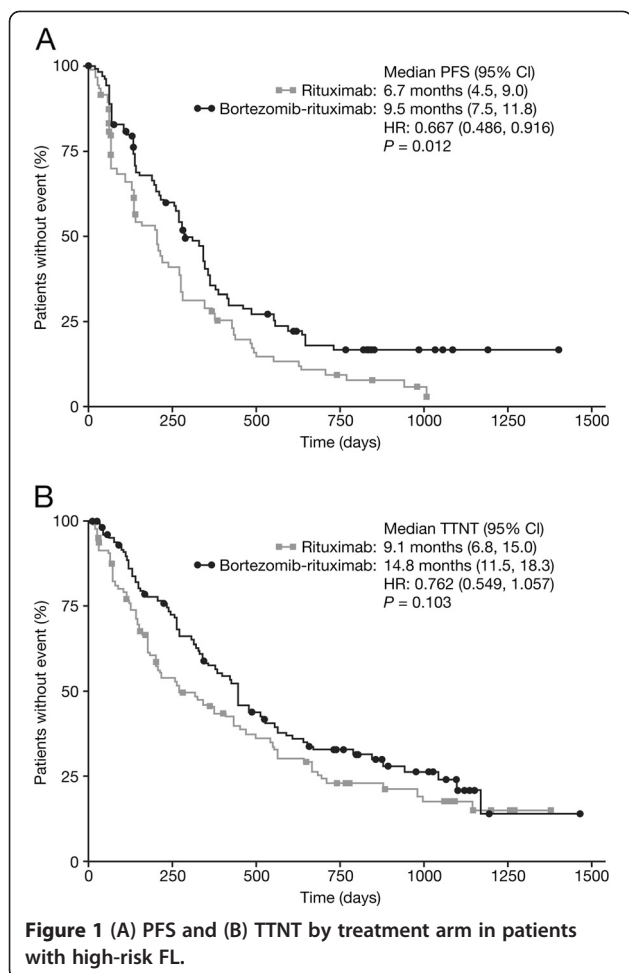 A
Median PFS (95% CI)
Rituximab: 6.7 months (4.5, 9.0)
Bortezomib-rituximab: 9.5 months (7.5, 11.8)
HR: 0.667 (0.486, 0.916)
P = 0.012
Patients without event (%)
100
75
50
25
0
0 250 500 750 1000 1250 1500
Time (days)
B
Median TTNT (95% CI)
Rituximab: 9.1 months (6.8, 15.0)
Bortezomib-rituximab: 14.8 months (11.5, 18.3)
HR: 0.762 (0.549, 1.057)
P = 0.103
Patients without event (%)
100
75
50
25
0
0 250 500 750 1000 1250 1500
Time (days)
Figure 1 (A) PFS and (B) TTNT by treatment arm in patients
with high-risk FL.